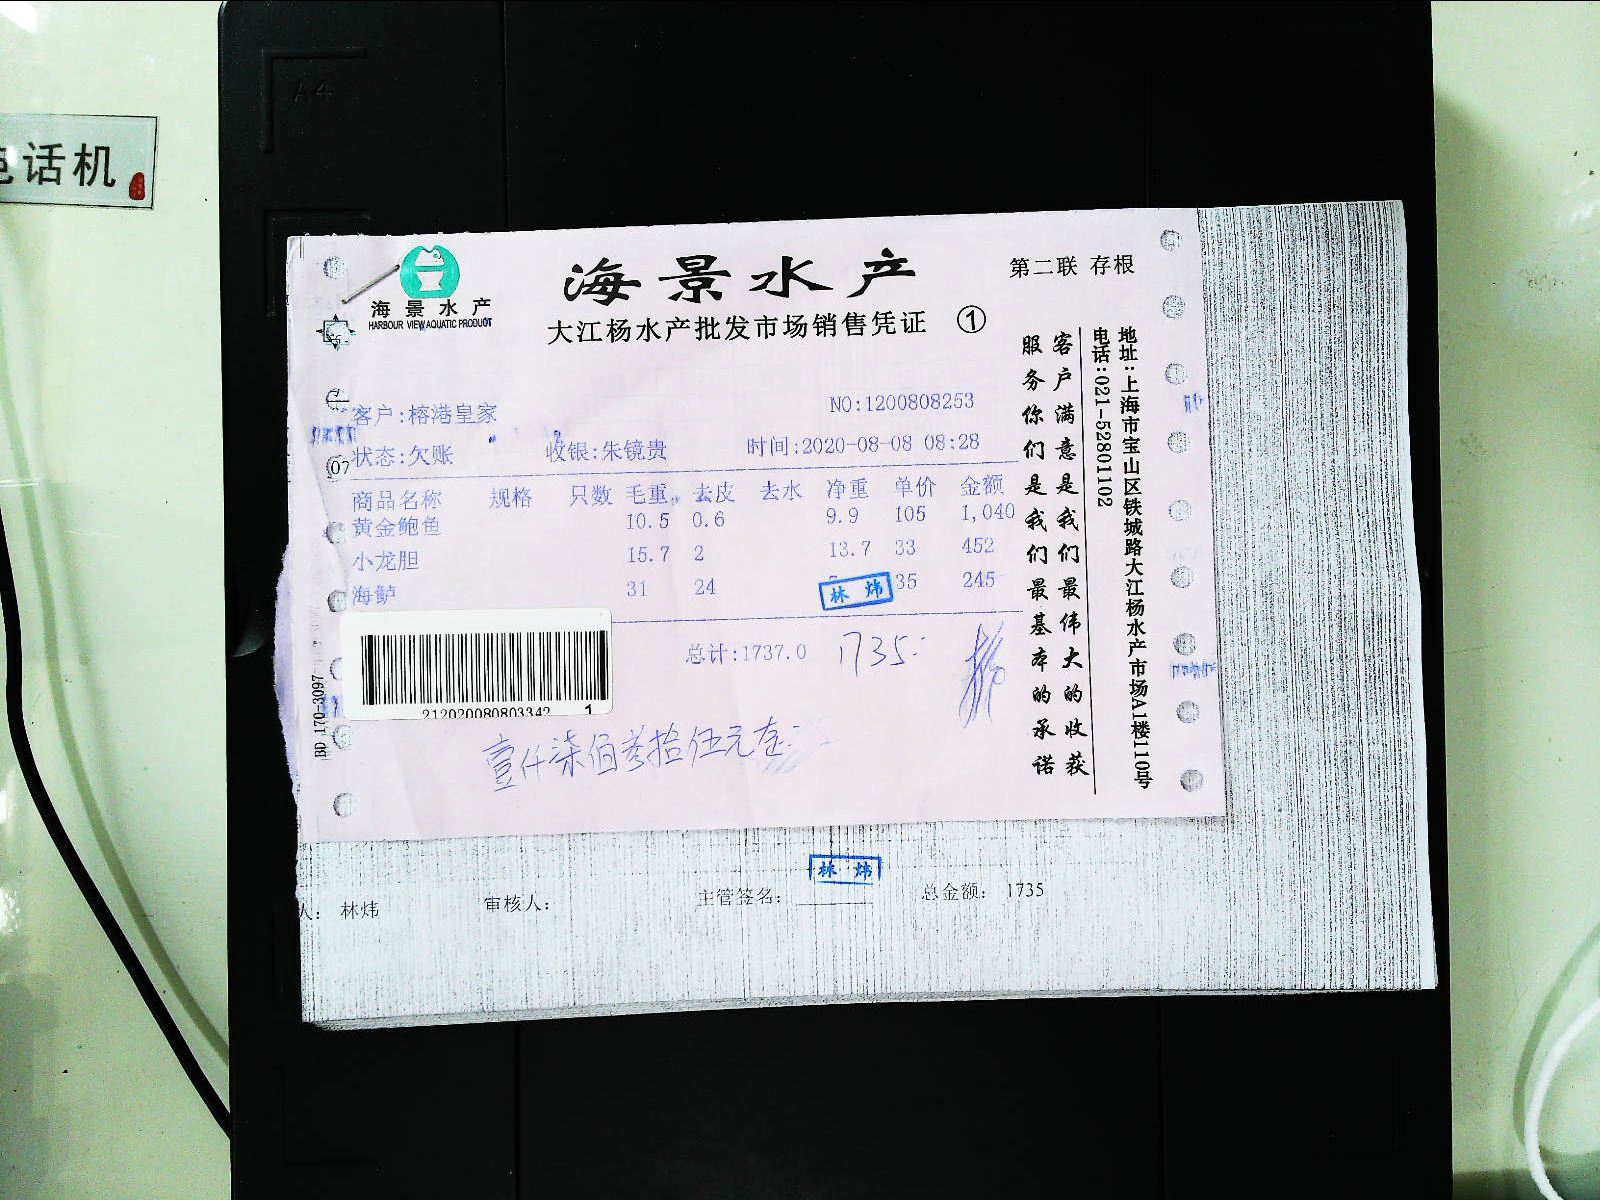 A4
话机
海景水产
HARBOUR VIEW AQUATIC PRODUCT
海景水产
第二联 存根
大江杨水产批发市场销售凭证 ①
客户:榕港皇家
NO:1200808253
状态:欠账 收银:朱镜贵 时间:2020-08-08 08:28
商品名称 规格 只数 毛重 去皮 去水 净重 单价 金额
黄金鲍鱼 10.5 0.6 9.9 105 1,040
小龙胆 15.7 2 13.7 33 452
海鲈 31 24 35 245
林炜
总计:1737.0 1735.
212020080803342 1
壹仟柒佰叁拾伍元
客户满意是我们最伟大的收获
服务你们是我们最基本的承诺
地址:上海市宝山区铁城路大江杨水产市场A1楼110号
电话:021-52801102
BD 170-3097
林炜
人: 林炜 审核人: 主管签名: 总金额: 1735